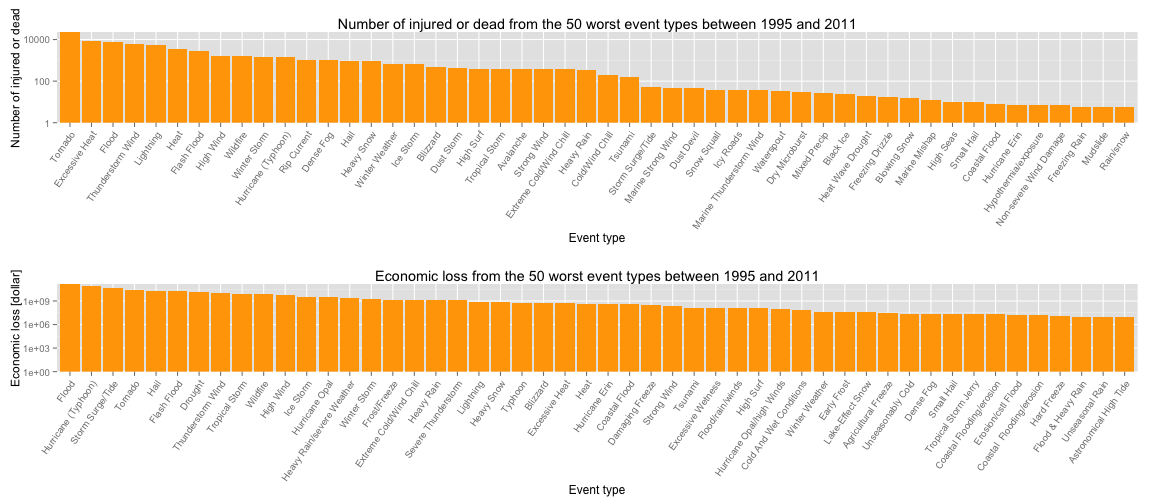 Number of injured or dead from the 50 worst event types between 1995 and 2011
Number of injured or dead
10000
100
1
Tornado
Excessive Heat
Flood
Thunderstorm Wind
Lightning
Heat
Flash Flood
High Wind
Wildfire
Winter Storm
Hurricane (Typhoon)
Rip Current
Dense Fog
Hail
Heavy Snow
Winter Weather
Ice Storm
Blizzard
Dust Storm
High Surf
Tropical Storm
Avalanche
Strong Wind
Extreme Cold/Wind Chill
Heavy Rain
Cold/Wind Chill
Tsunami
Storm Surge/Tide
Marine Strong Wind
Dust Devil
Snow Squall
Icy Roads
Marine Thunderstorm Wind
Waterspout
Dry Microburst
Mixed Precip
Black Ice
Heat Wave Drought
Freezing Drizzle
Blowing Snow
Marine Mishap
High Seas
Small Hail
Coastal Flood
Hurricane Erin
Hypothermia/exposure
Non-severe Wind Damage
Freezing Rain
Mudslide
Rain/snow
Event type
Economic loss from the 50 worst event types between 1995 and 2011
Economic loss [dollar]
1e+09
1e+06
1e+03
1e+00
Flood
Hurricane (Typhoon)
Storm Surge/Tide
Tornado
Hail
Flash Flood
Drought
Thunderstorm Wind
Tropical Storm
Wildfire
High Wind
Ice Storm
Hurricane Opal
Heavy Rain/severe Weather
Winter Storm
Frost/Freeze
Extreme Cold/Wind Chill
Heavy Rain
Severe Thunderstorm
Lightning
Heavy Snow
Typhoon
Blizzard
Excessive Heat
Heat
Hurricane Erin
Coastal Flood
Damaging Freeze
Strong Wind
Tsunami
Excessive Wetness
Flood/rain/winds
High Surf
Hurricane Opal/high Winds
Cold And Wet Conditions
Winter Weather
Early Frost
Lake-Effect Snow
Agricultural Freeze
Unseasonably Cold
Dense Fog
Small Hail
Tropical Storm Jerry
Coastal Flooding/erosion
Erosion/cstl Flood
Coastal  Flooding/erosion
Hard Freeze
Flood & Heavy Rain
Unseasonal Rain
Astronomical High Tide
Event type